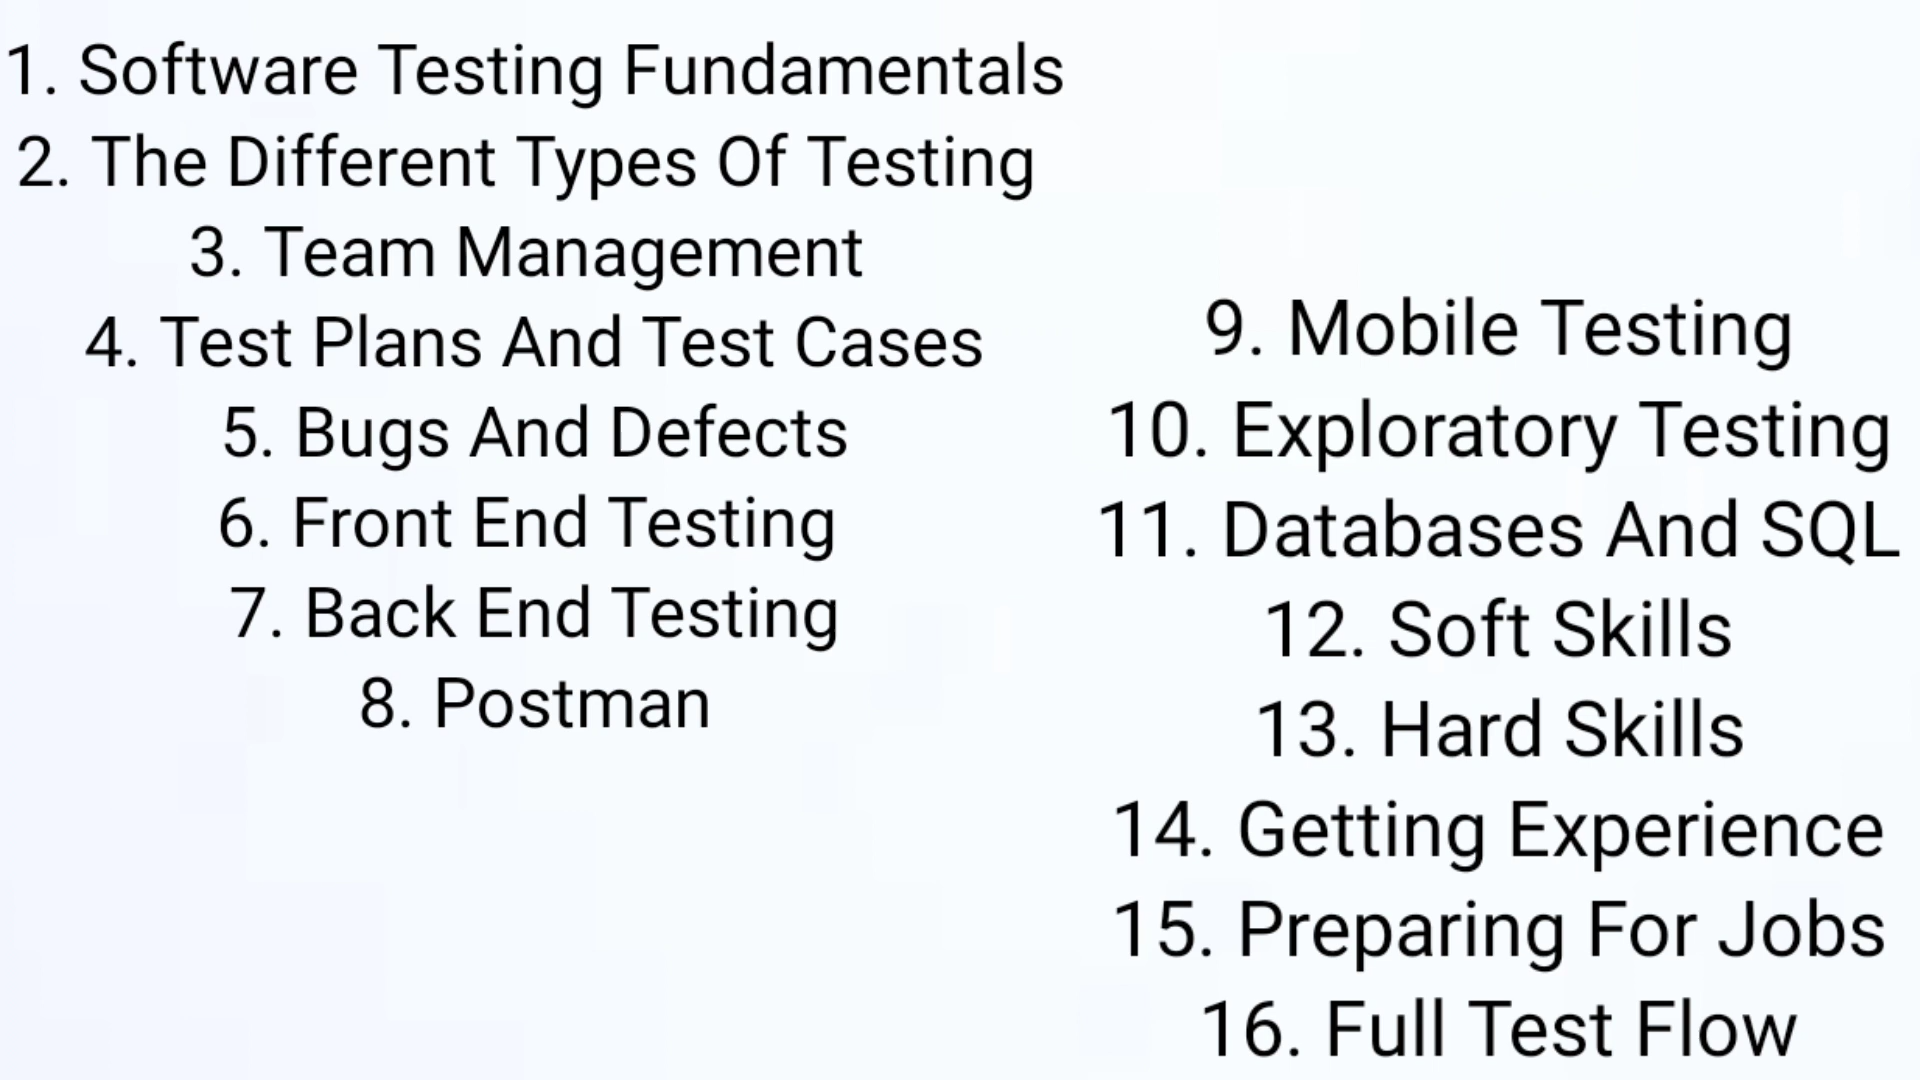 1. Software Testing Fundamentals
2. The Different Types Of Testing
3. Team Management
4. Test Plans And Test Cases
5. Bugs And Defects
6. Front End Testing
7. Back End Testing
8. Postman
9. Mobile Testing
10. Exploratory Testing
11. Databases And SQL
12. Soft Skills
13. Hard Skills
14. Getting Experience
15. Preparing For Jobs
16. Full Test Flow